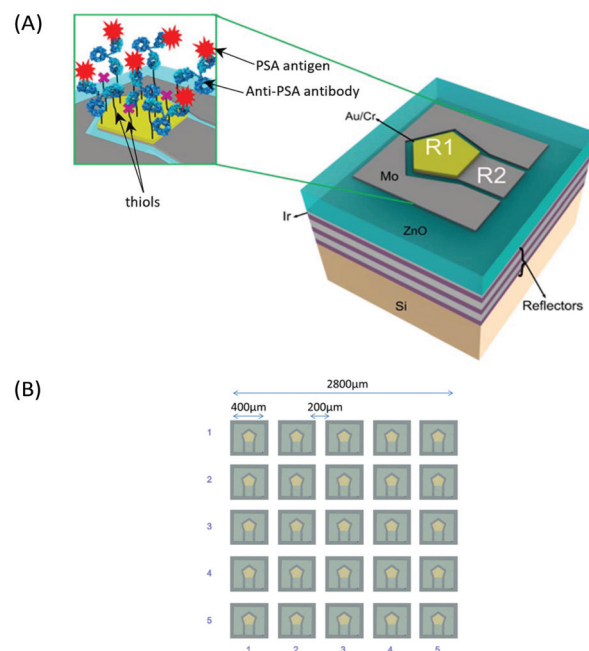 (A)
PSA antigen
Anti-PSA antibody
thiols
Au/Cr
R1
R2
Mo
Ir
ZnO
Si
Reflectors
(B)
2800µm
400µm
200µm
1
2
3
4
5
1 2 3 4 5